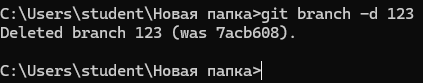 C:\Users\student\Новая папка>git branch -d 123
Deleted branch 123 (was 7acb608).
C:\Users\student\Новая папка>